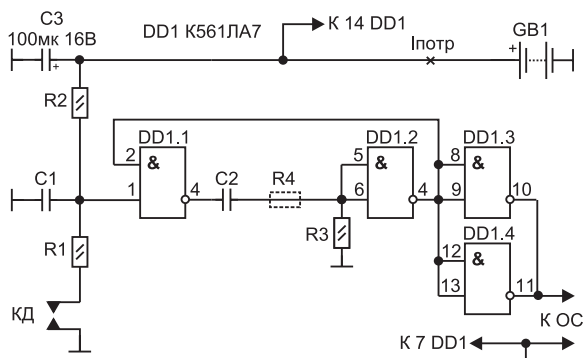 C3
DD1 К561ЛА7
К 14 DD1
100мк 16В
+
Iпотр
GB1
+
R2
DD1.1
DD1.2
DD1.3
2
&
5
&
8
&
C1
1
4
C2
R4
6
4
9
10
R1
R3
DD1.4
12
&
13
11
КД
К ОС
К 7 DD1